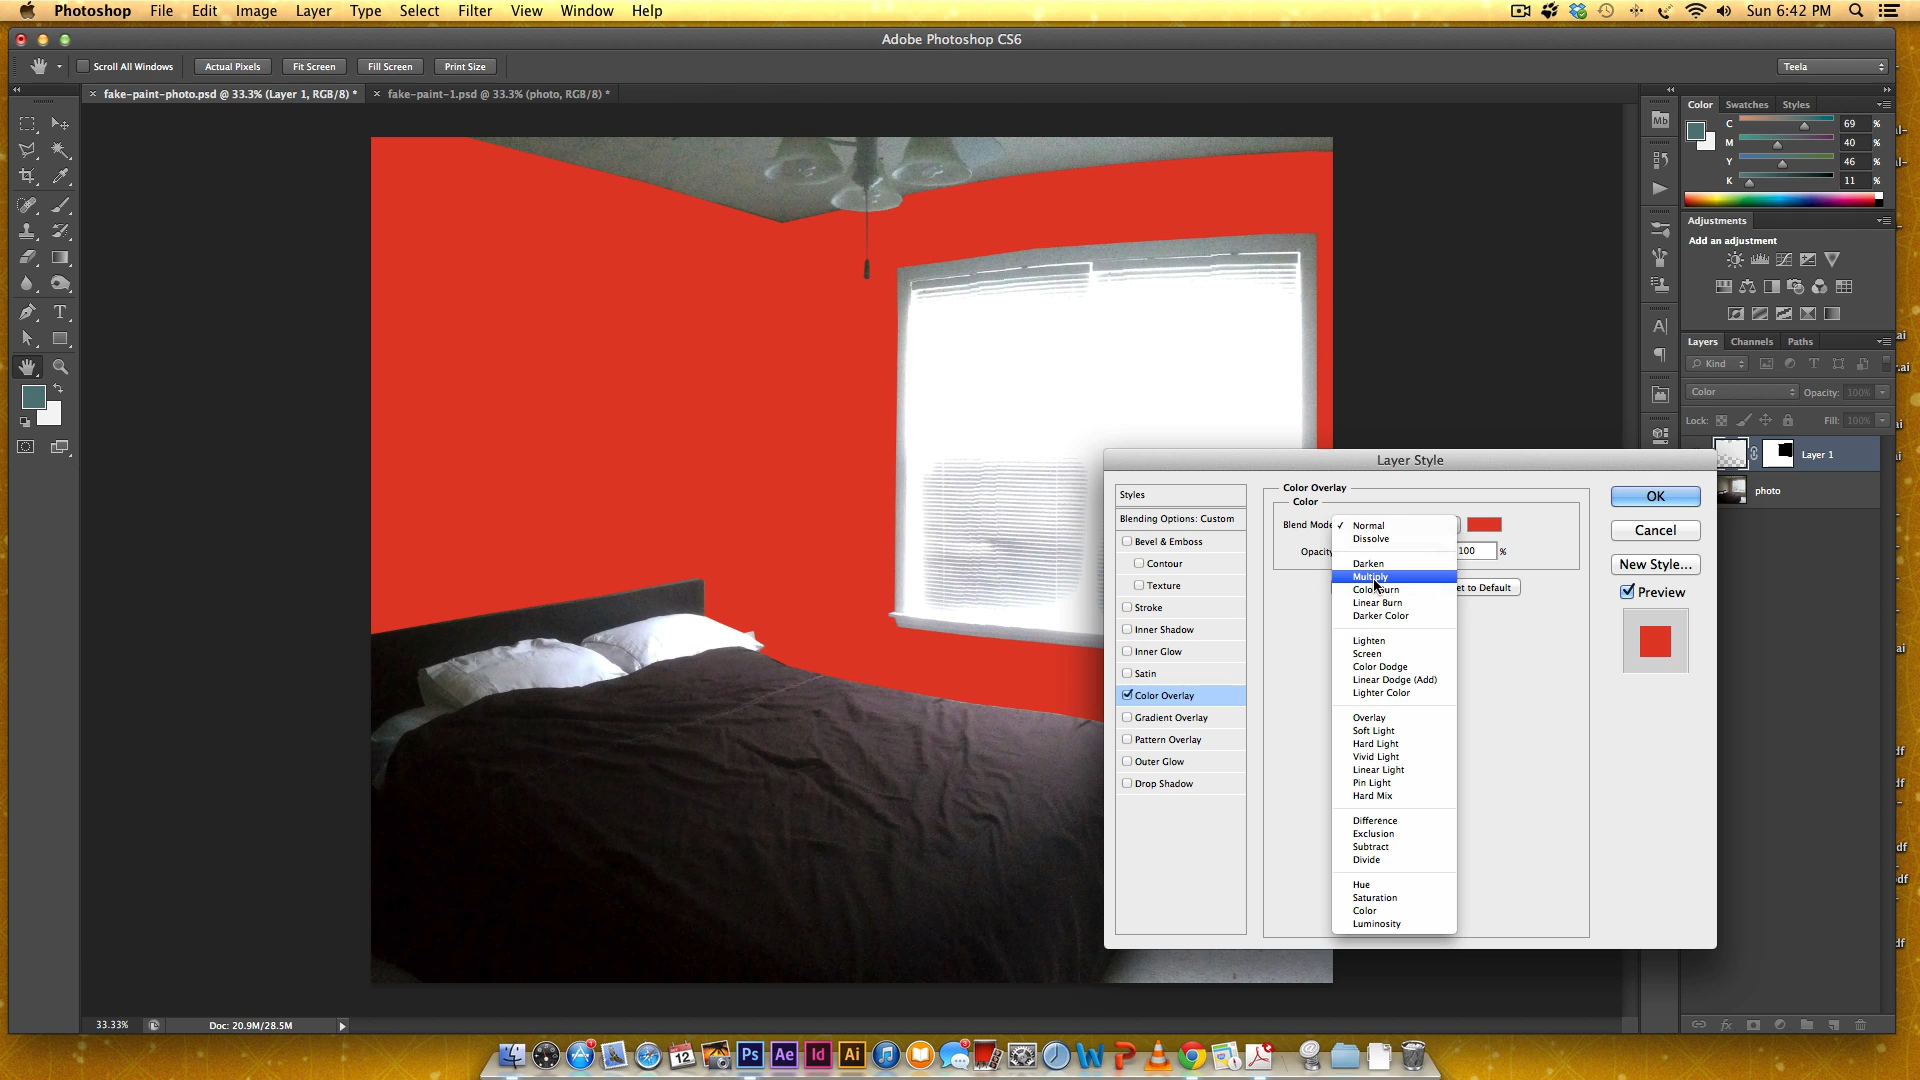 Photoshop File Edit Image Layer Type Select Filter View Window Help Sun 6:42 PM
Adobe Photoshop CS6
Scroll All Windows Actual Pixels Fit Screen Fill Screen Print Size Teela
fake-paint-photo.psd @ 33.3% (Layer 1, RGB/8) * fake-paint-1.psd @ 33.3% (photo, RGB/8) *
Color Swatches Styles
C 69 %
M 40 %
Y 46 %
K 11 %
Mb
Adjustments
Add an adjustment
Layers Channels Paths
Kind
Color Opacity: 100%
Lock: Fill: 100%
Layer 1
photo
Layer Style
Styles
Blending Options: Custom
Bevel & Emboss
Contour
Texture
Stroke
Inner Shadow
Inner Glow
Satin
Color Overlay
Gradient Overlay
Pattern Overlay
Outer Glow
Drop Shadow
Color Overlay
Color
Blend Mode
Opacity 100 %
et to Default
Normal
Dissolve
Darken
Multiply
Color Burn
Linear Burn
Darker Color
Lighten
Screen
Color Dodge
Linear Dodge (Add)
Lighter Color
Overlay
Soft Light
Hard Light
Vivid Light
Linear Light
Pin Light
Hard Mix
Difference
Exclusion
Subtract
Divide
Hue
Saturation
Color
Luminosity
OK
Cancel
New Style...
Preview
33.33% Doc: 20.9M/28.5M
12 Ps Ae Id Ai